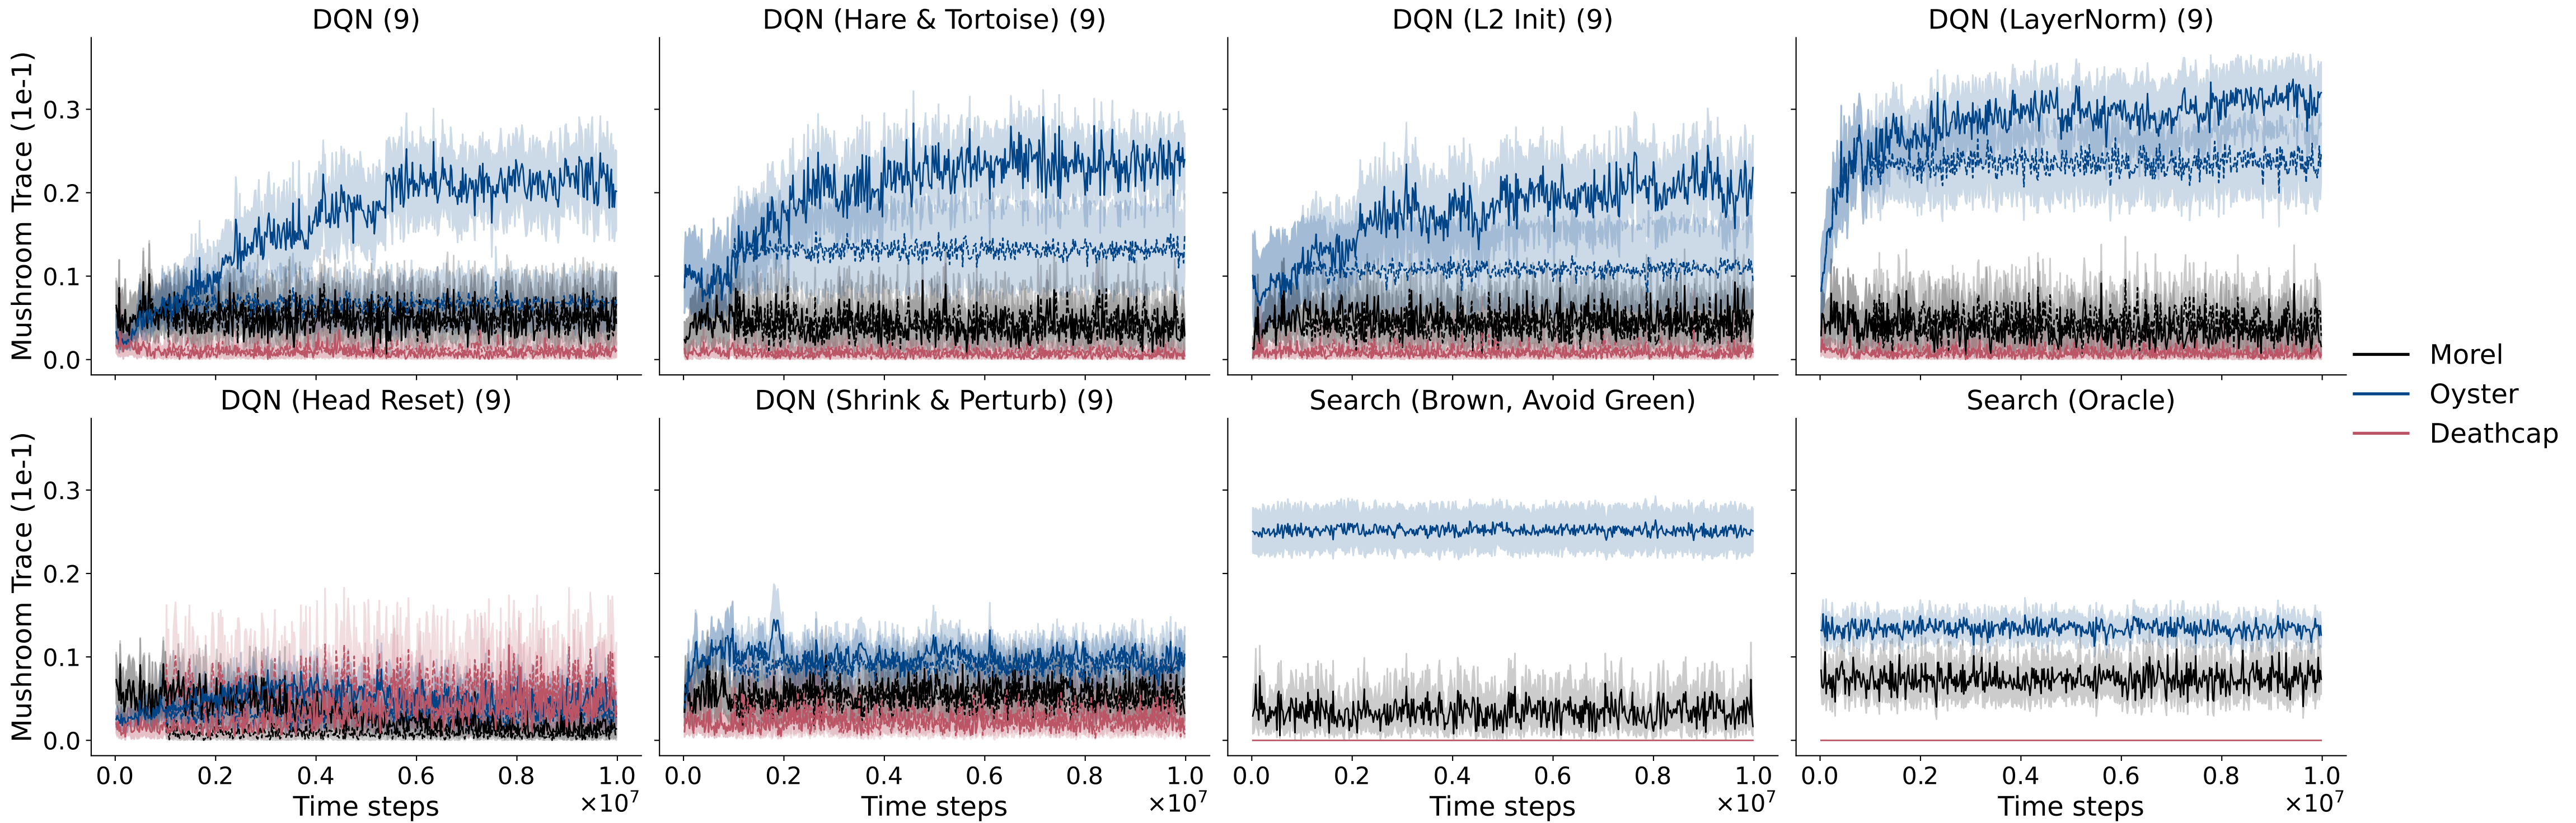 DQN (9)
DQN (Hare & Tortoise) (9)
DQN (L2 Init) (9)
DQN (LayerNorm) (9)
Mushroom Trace (1e-1)
0.3
0.2
0.1
0.0
Morel
Oyster
Deathcap
DQN (Head Reset) (9)
DQN (Shrink & Perturb) (9)
Search (Brown, Avoid Green)
Search (Oracle)
Mushroom Trace (1e-1)
0.3
0.2
0.1
0.0
0.0 0.2 0.4 0.6 0.8 1.0
×10⁷
Time steps
0.0 0.2 0.4 0.6 0.8 1.0
×10⁷
Time steps
0.0 0.2 0.4 0.6 0.8 1.0
×10⁷
Time steps
0.0 0.2 0.4 0.6 0.8 1.0
×10⁷
Time steps